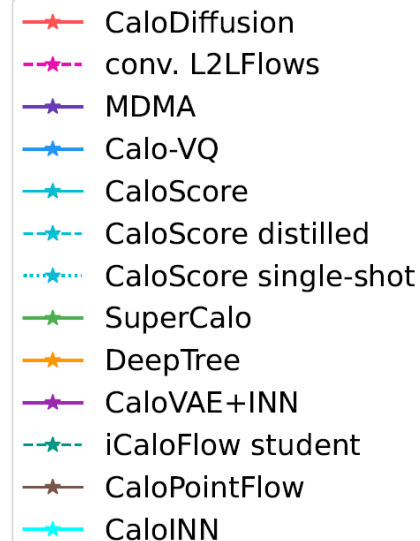 CaloDiffusion
conv. L2LFlows
MDMA
Calo-VQ
CaloScore
CaloScore distilled
CaloScore single-shot
SuperCalo
DeepTree
CaloVAE+INN
iCaloFlow student
CaloPointFlow
CaloINN